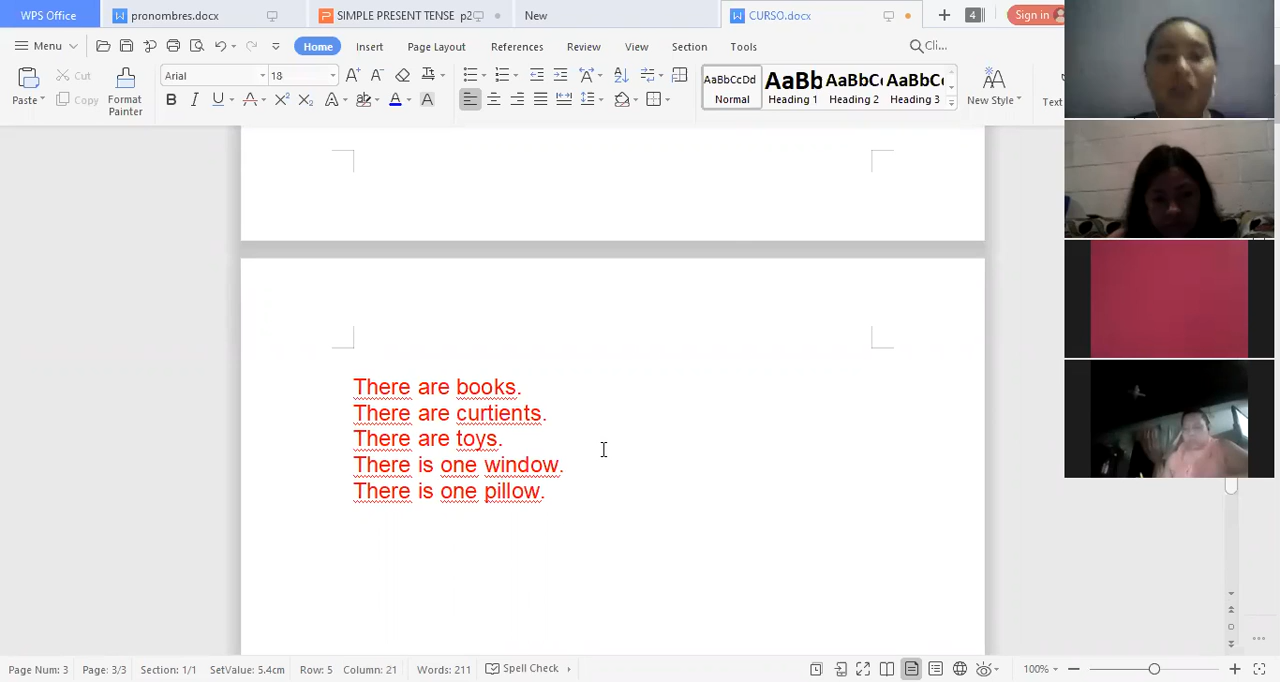 WPS Office pronombres.docx SIMPLE PRESENT TENSE p2 New CURSO.docx 4 Sign in
Menu Home Insert Page Layout References Review View Section Tools Cli...
Paste Cut Copy Format Painter Arial 18 AaBbCcDd Normal AaBb Heading 1 AaBb( Heading 2 AaBb( Heading 3 New Style Text
There are books.
There are curtients.
There are toys.
There is one window.
There is one pillow.
Page Num: 3 Page: 3/3 Section: 1/1 SetValue: 5.4cm Row: 5 Column: 21 Words: 211 Spell Check 100%